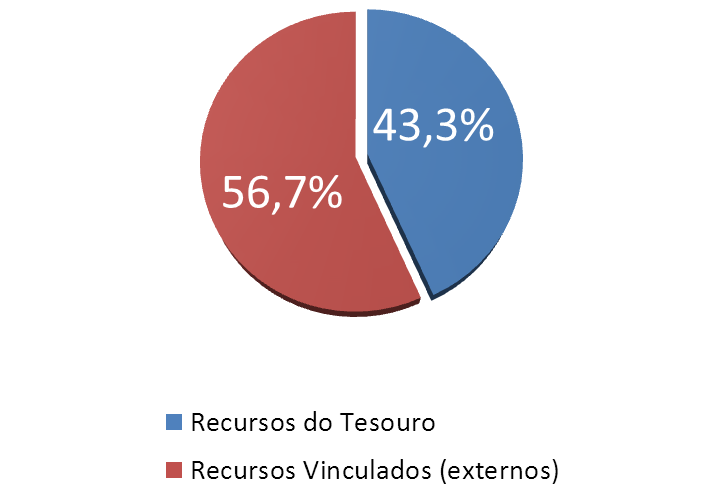 43,3%
56,7%
Recursos do Tesouro
Recursos Vinculados (externos)